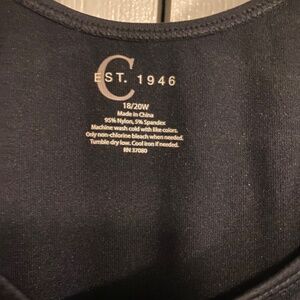 C
EST. 1946
18/20W
Made in China
95% Nylon, 5% Spandex
Machine wash cold with like colors.
Only non-chlorine bleach when needed.
Tumble dry low. Cool iron if needed.
RN 37080